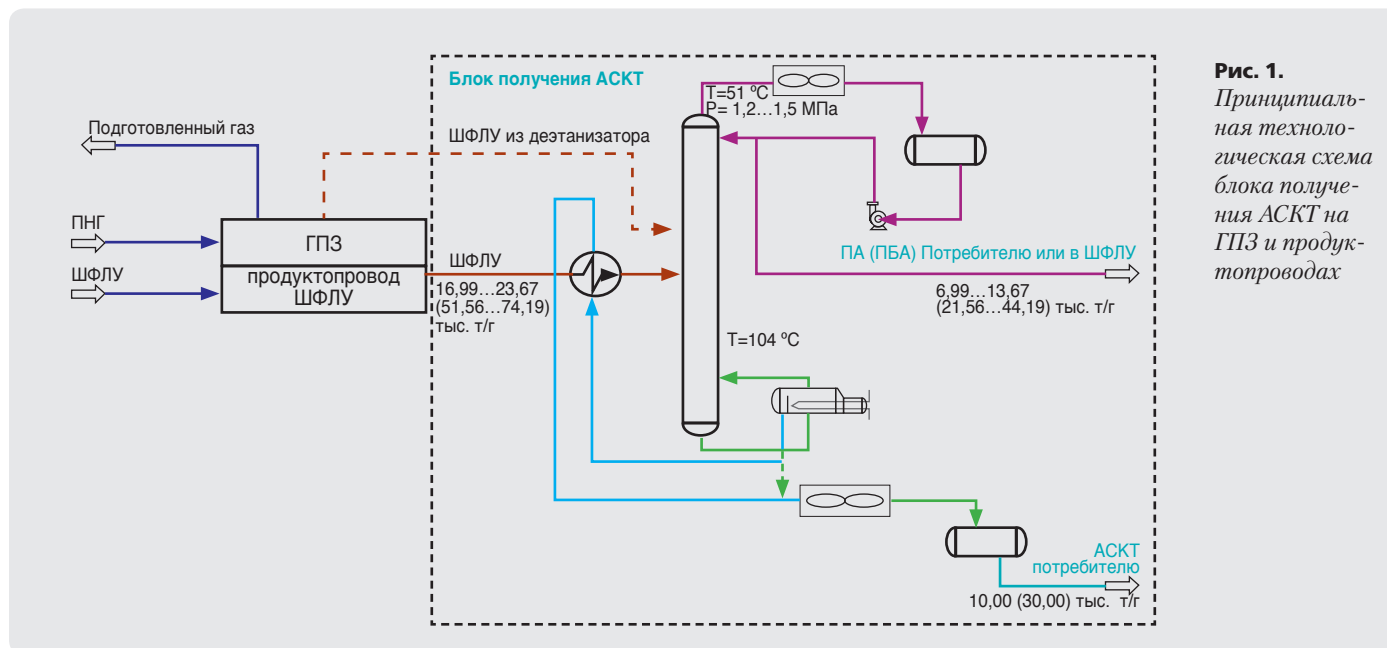 Блок получения АСКТ
T=51 ºC
P= 1,2...1,5 МПа
Подготовленный газ
ШФЛУ из деэтанизатора
ПНГ
ГПЗ
ШФЛУ
продуктопровод
ШФЛУ
ШФЛУ
16,99...23,67
(51,56...74,19)
тыс. т/г
ПА (ПБА) Потребителю или в ШФЛУ
6,99...13,67
(21,56...44,19) тыс. т/г
T=104 ºC
АСКТ
потребителю
10,00 (30,00) тыс. т/г
Рис. 1.
Принципиаль-
ная техноло-
гическая схема
блока получе-
ния АСКТ на
ГПЗ и продук-
топроводах